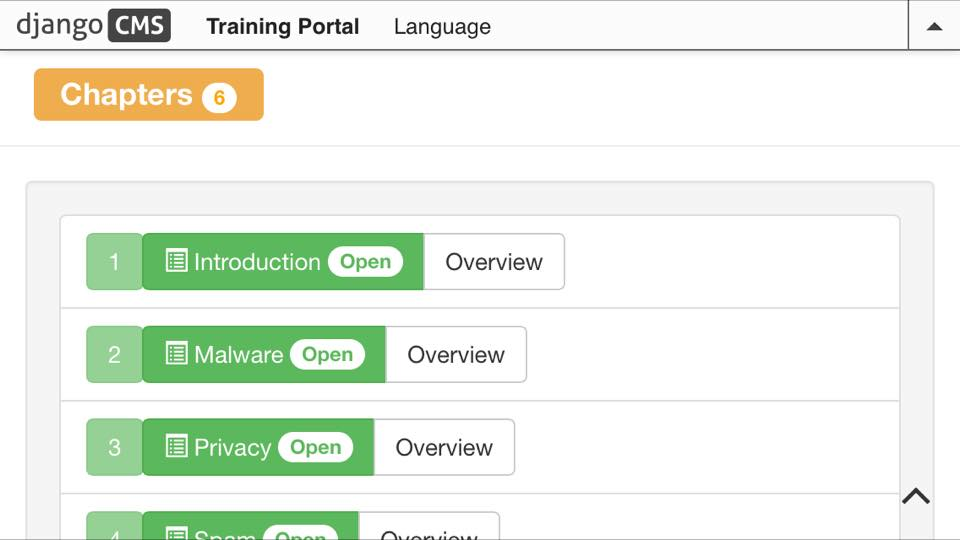 django CMS Training Portal Language
Chapters 6
1 Introduction Open Overview
2 Malware Open Overview
3 Privacy Open Overview
4 Spam Open Overview